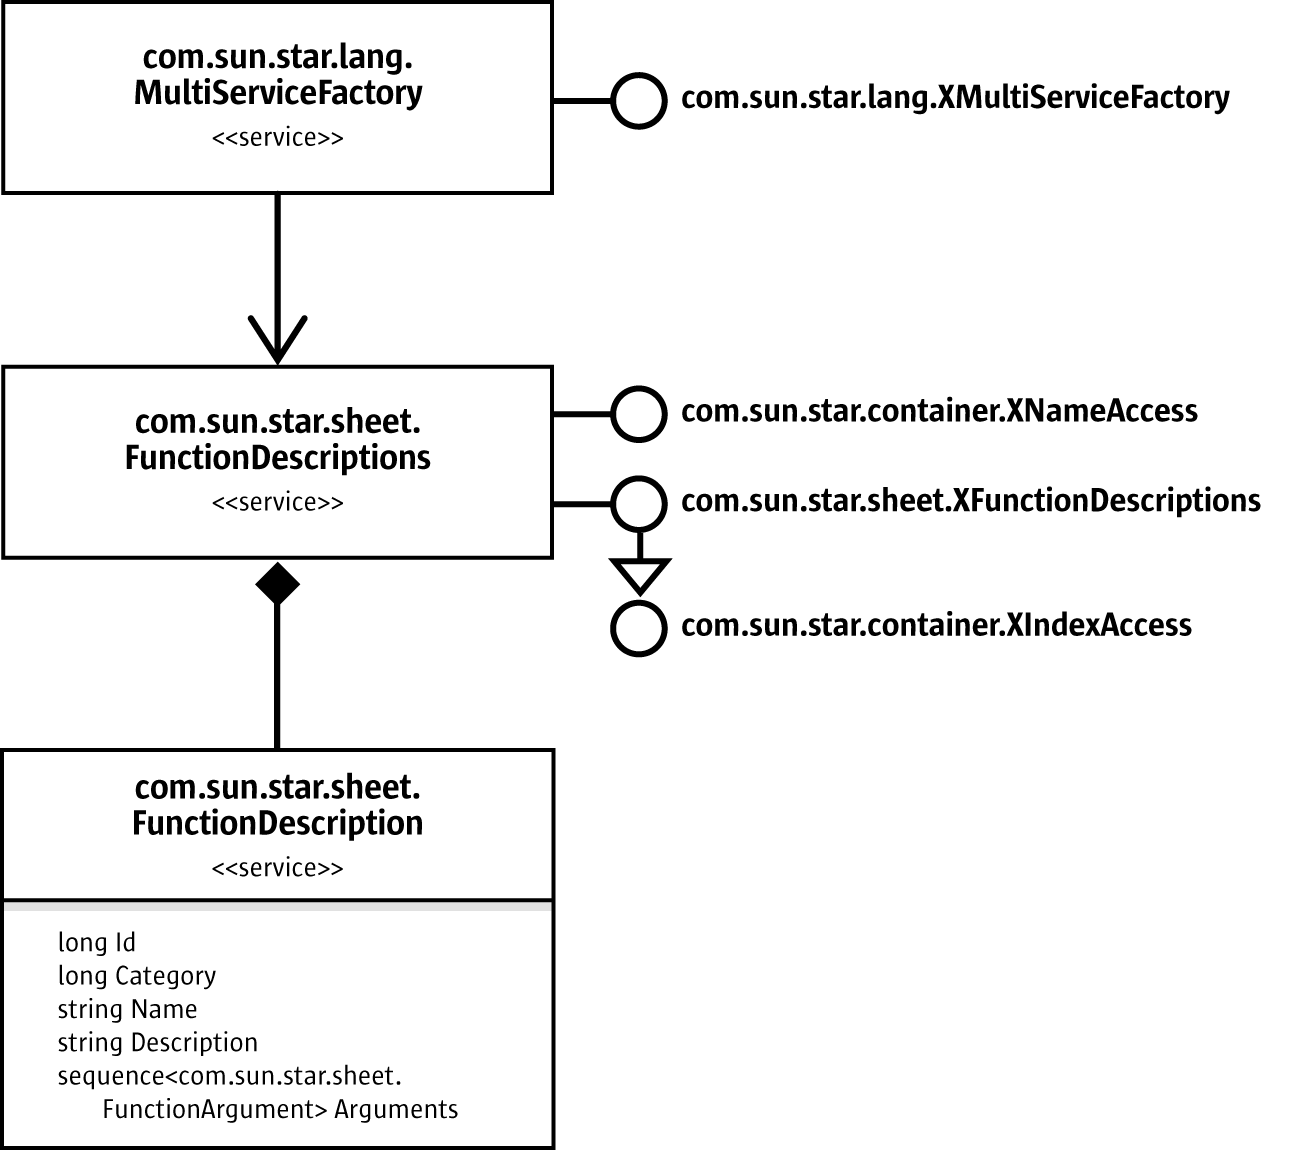 com.sun.star.lang.
MultiServiceFactory
<<service>>
com.sun.star.lang.XMultiServiceFactory
com.sun.star.sheet.
FunctionDescriptions
<<service>>
com.sun.star.container.XNameAccess
com.sun.star.sheet.XFunctionDescriptions
com.sun.star.container.XIndexAccess
com.sun.star.sheet.
FunctionDescription
<<service>>
long Id
long Category
string Name
string Description
sequence<com.sun.star.sheet.
FunctionArgument> Arguments